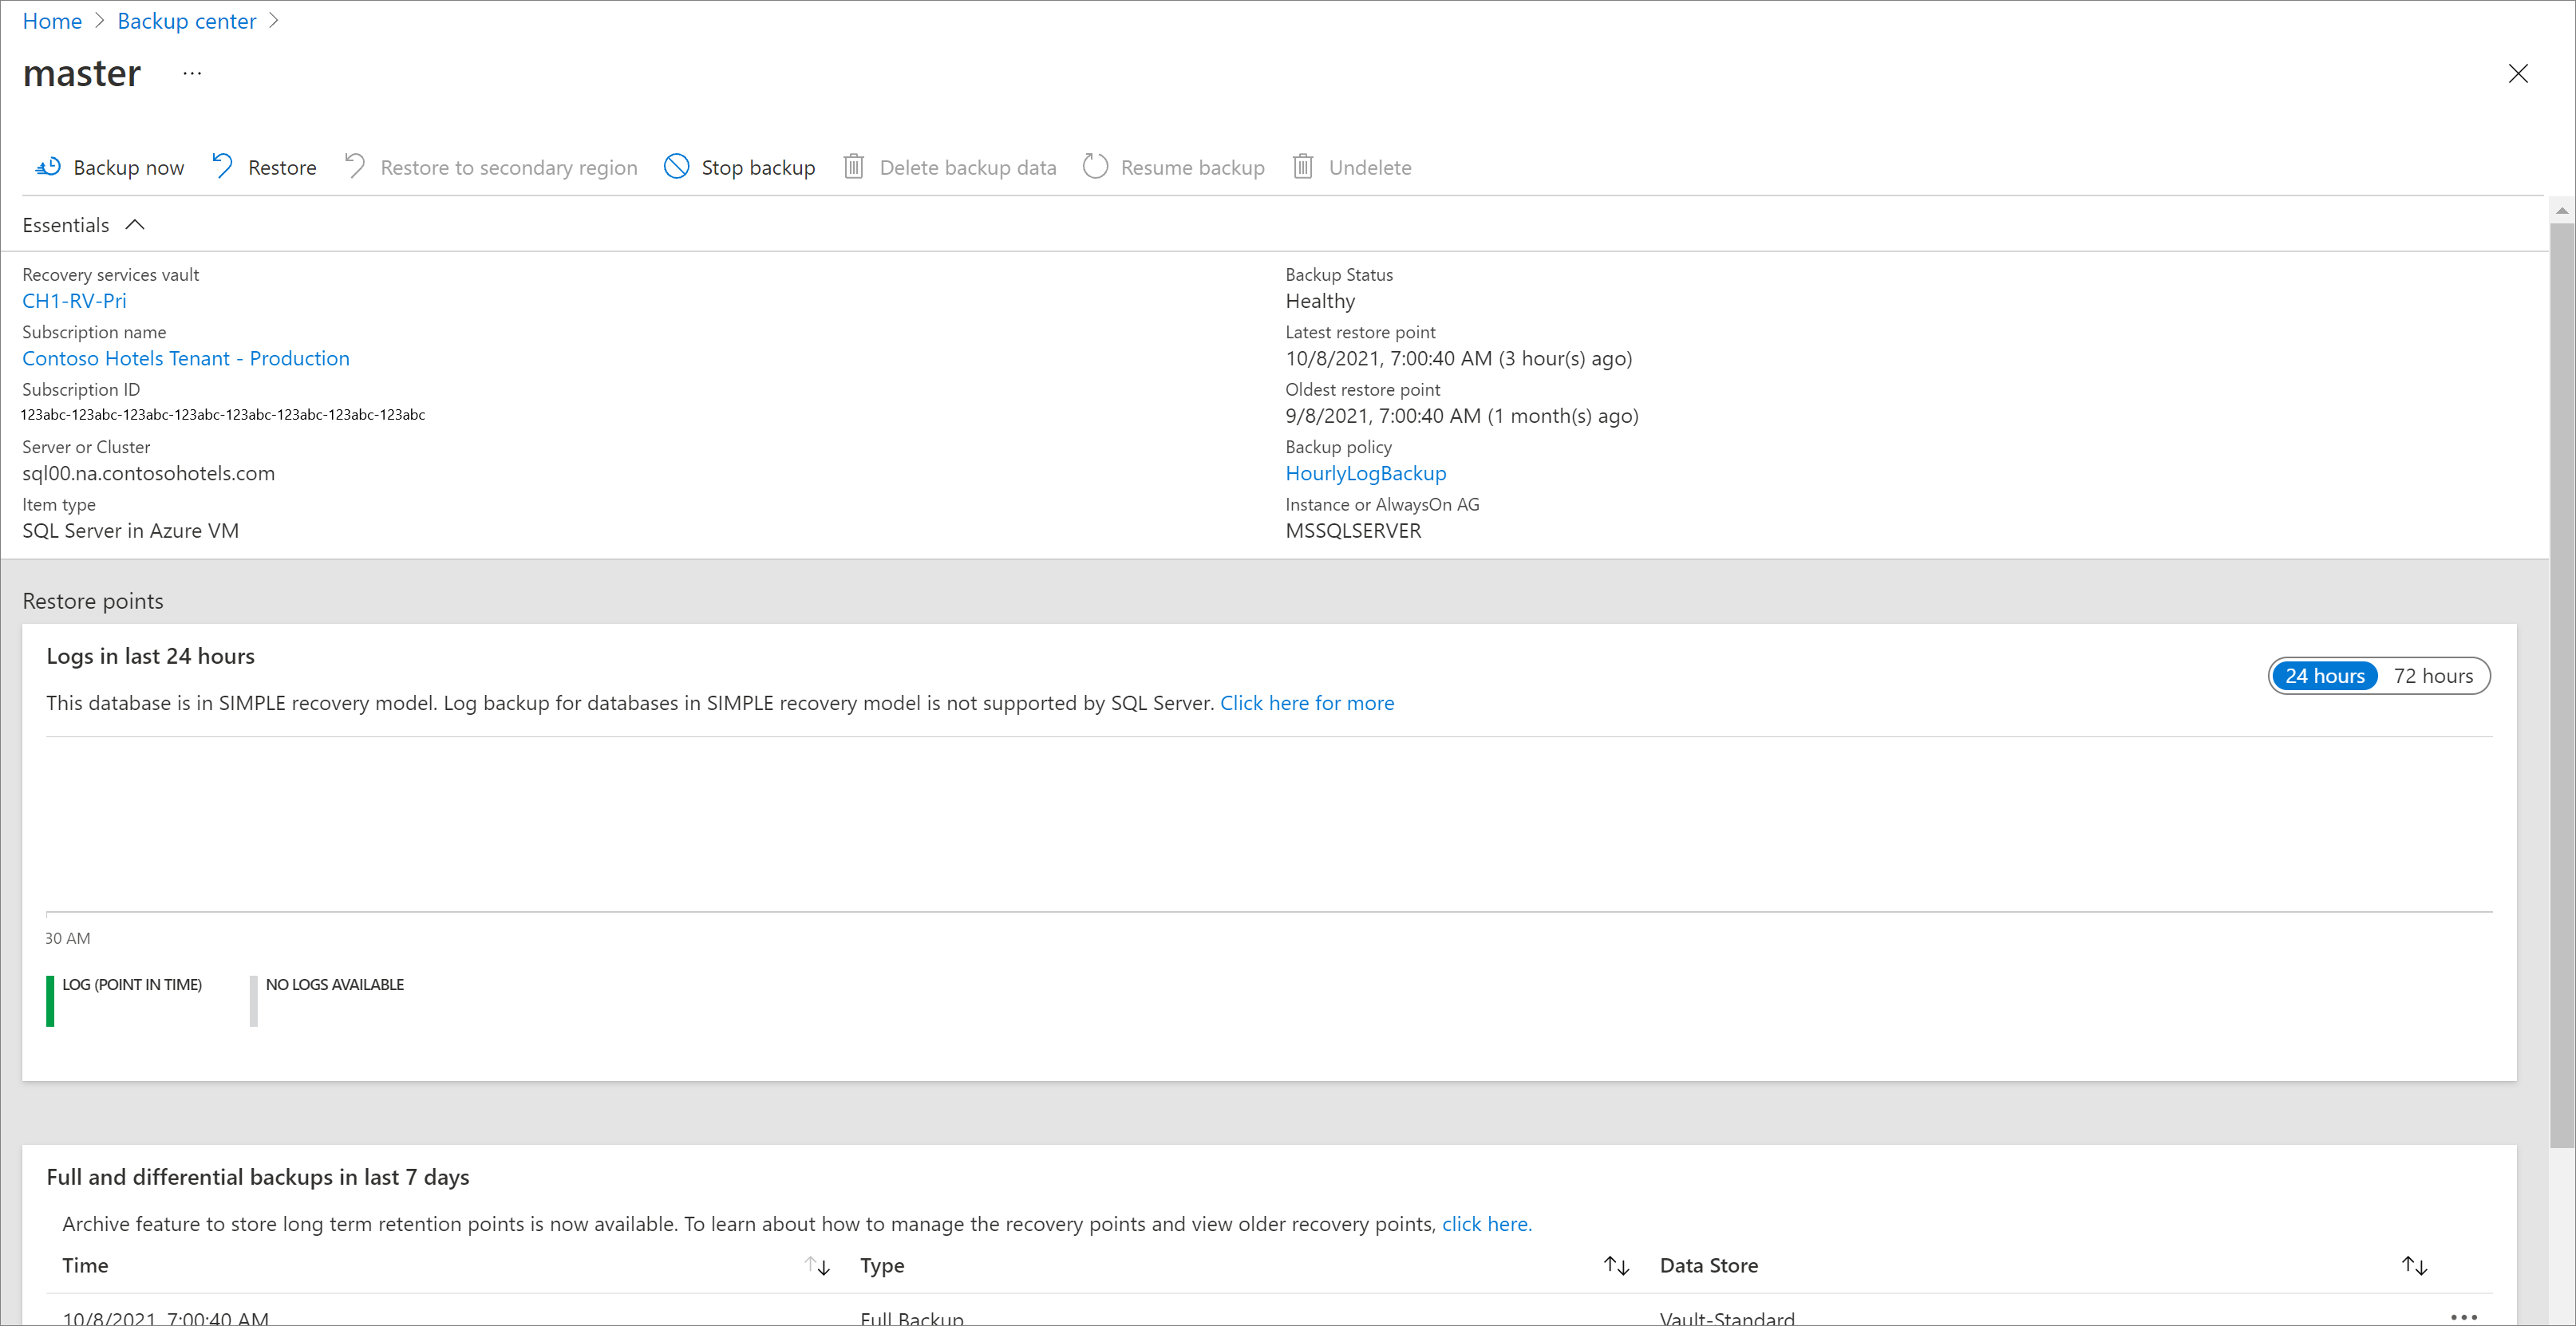 Home > Backup center >
master ...
Backup now Restore Restore to secondary region Stop backup Delete backup data Resume backup Undelete
Essentials
Recovery services vault
CH1-RV-Pri
Subscription name
Contoso Hotels Tenant - Production
Subscription ID
123abc-123abc-123abc-123abc-123abc-123abc-123abc-123abc
Server or Cluster
sql00.na.contosohotels.com
Item type
SQL Server in Azure VM
Backup Status
Healthy
Latest restore point
10/8/2021, 7:00:40 AM (3 hour(s) ago)
Oldest restore point
9/8/2021, 7:00:40 AM (1 month(s) ago)
Backup policy
HourlyLogBackup
Instance or AlwaysOn AG
MSSQLSERVER
Restore points
Logs in last 24 hours
24 hours 72 hours
This database is in SIMPLE recovery model. Log backup for databases in SIMPLE recovery model is not supported by SQL Server. Click here for more
30 AM
LOG (POINT IN TIME) NO LOGS AVAILABLE
Full and differential backups in last 7 days
Archive feature to store long term retention points is now available. To learn about how to manage the recovery points and view older recovery points, click here.
Time Type Data Store
10/8/2021, 7:00:40 AM Full Backup Vault-Standard ...